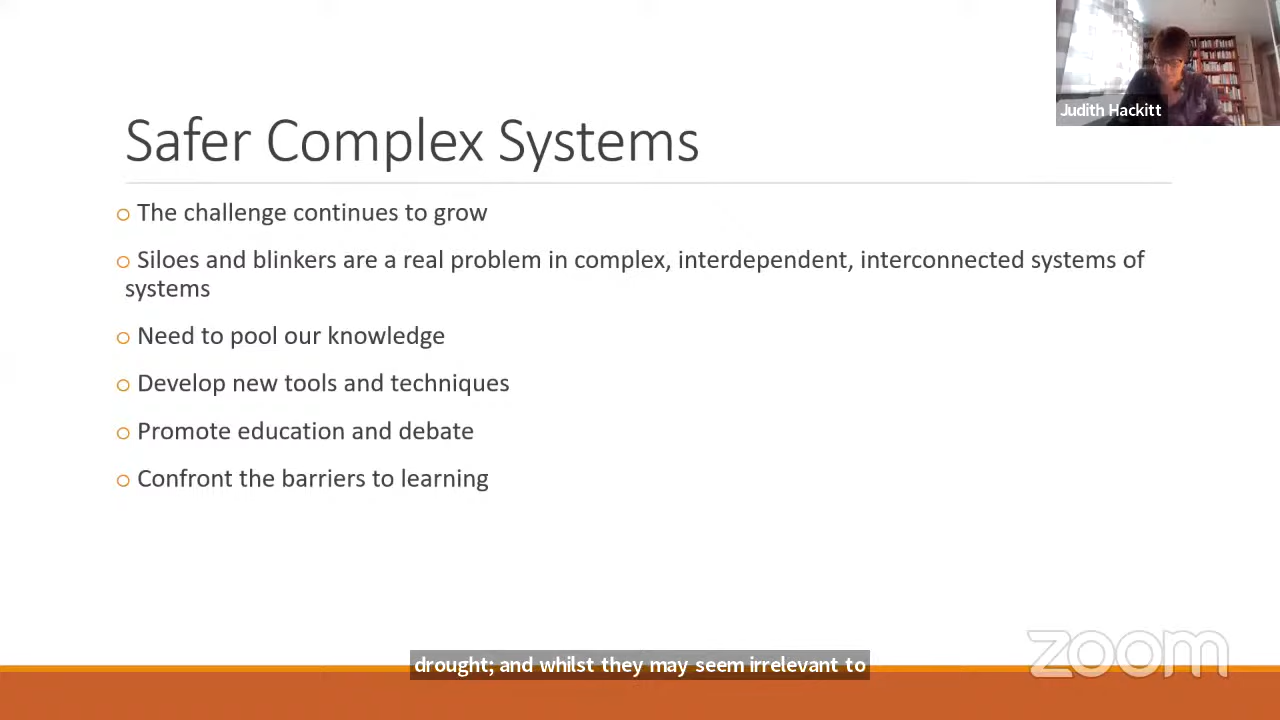 Judith Hackitt
Safer Complex Systems
o The challenge continues to grow
o Siloes and blinkers are a real problem in complex, interdependent, interconnected systems of
systems
o Need to pool our knowledge
o Develop new tools and techniques
o Promote education and debate
o Confront the barriers to learning
zoom
drought; and whilst they may seem irrelevant to